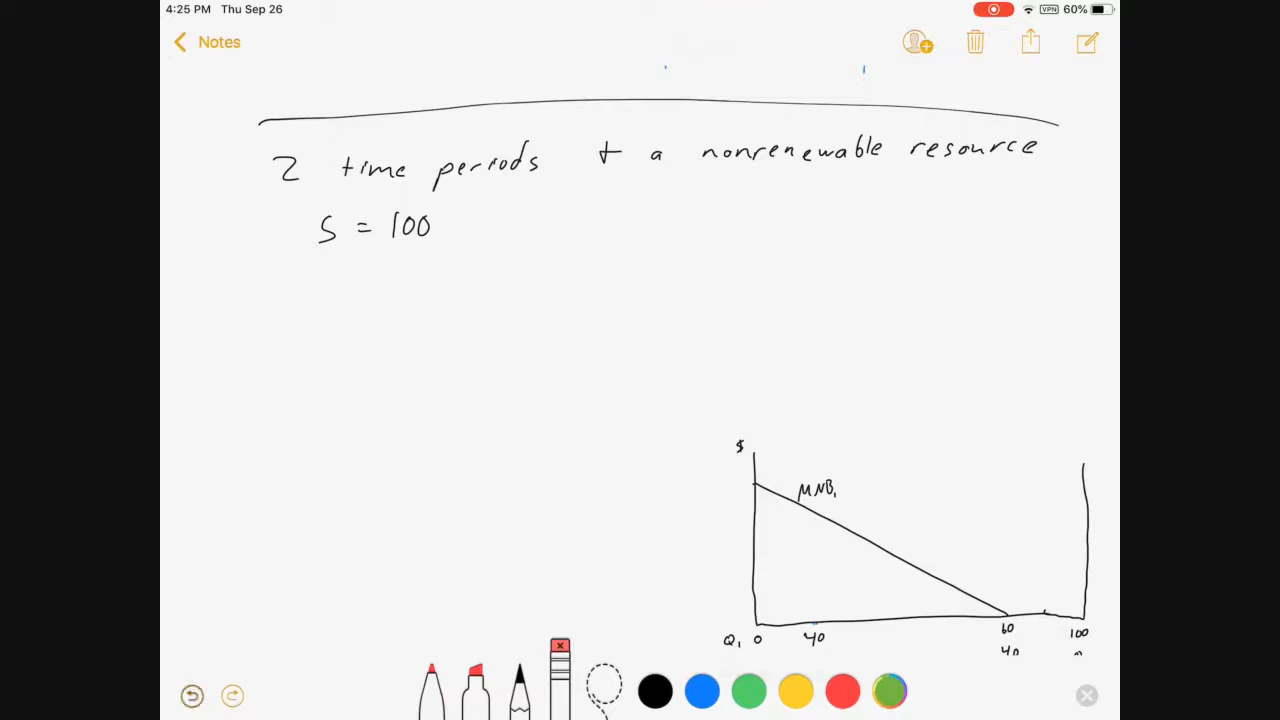 4:25 PM Thu Sep 26
VPN 60%
Notes
2 time periods + a nonrenewable resource
S = 100
$
MNB₁
Q₁ 0 40 60 100
40